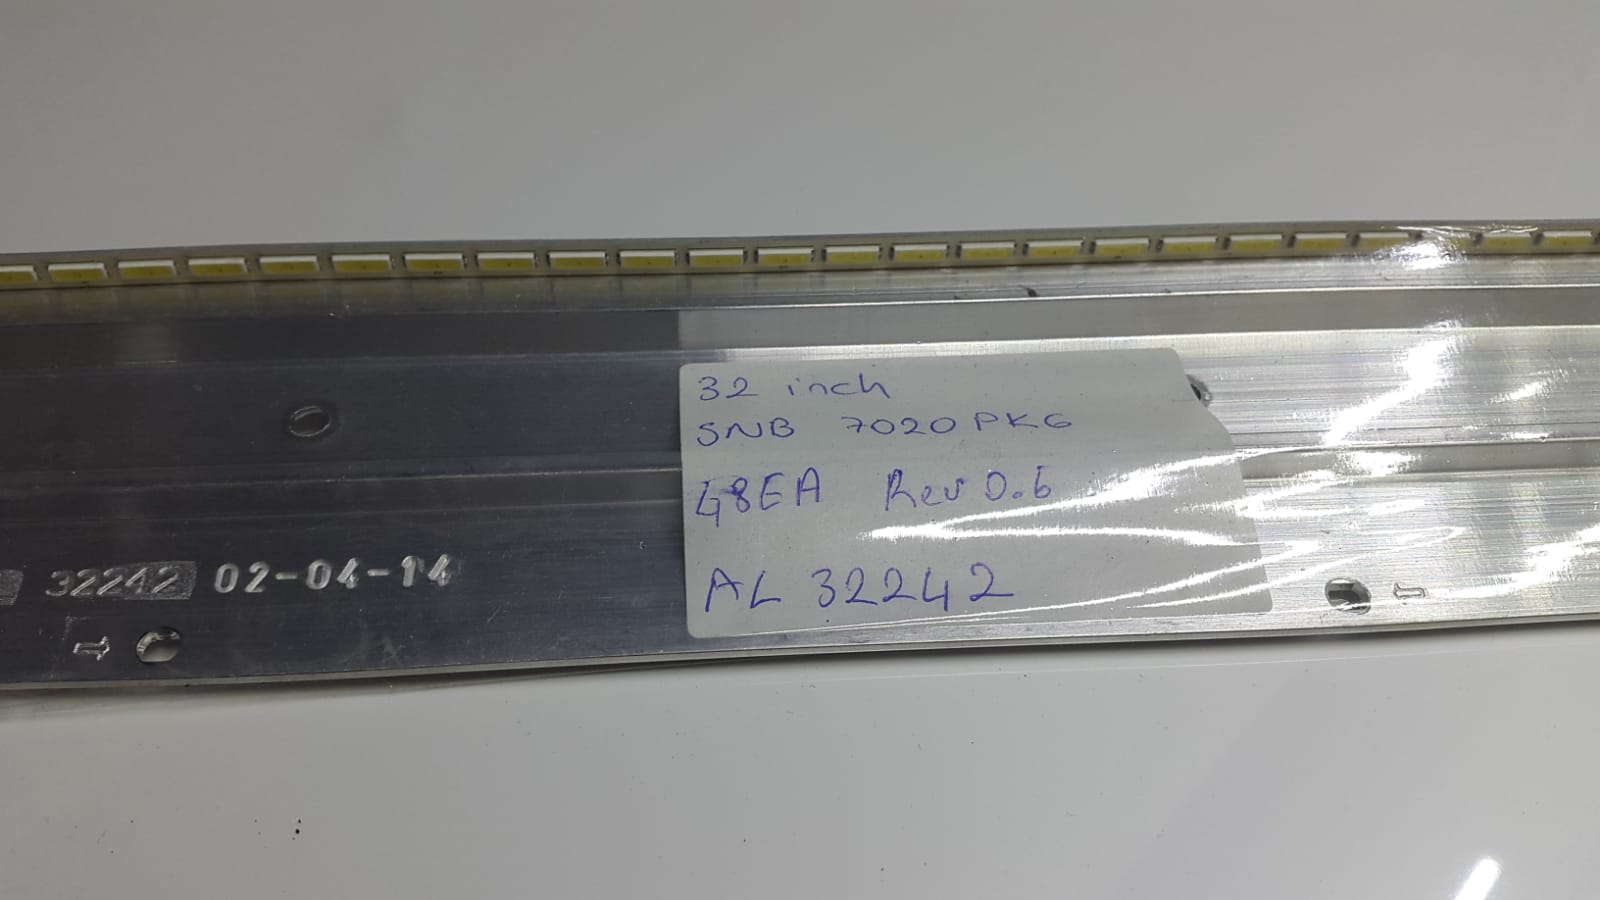 32 inch
SNB 7020PKG
48EA Rev 0.6
AL 32242
32242 02-04-14